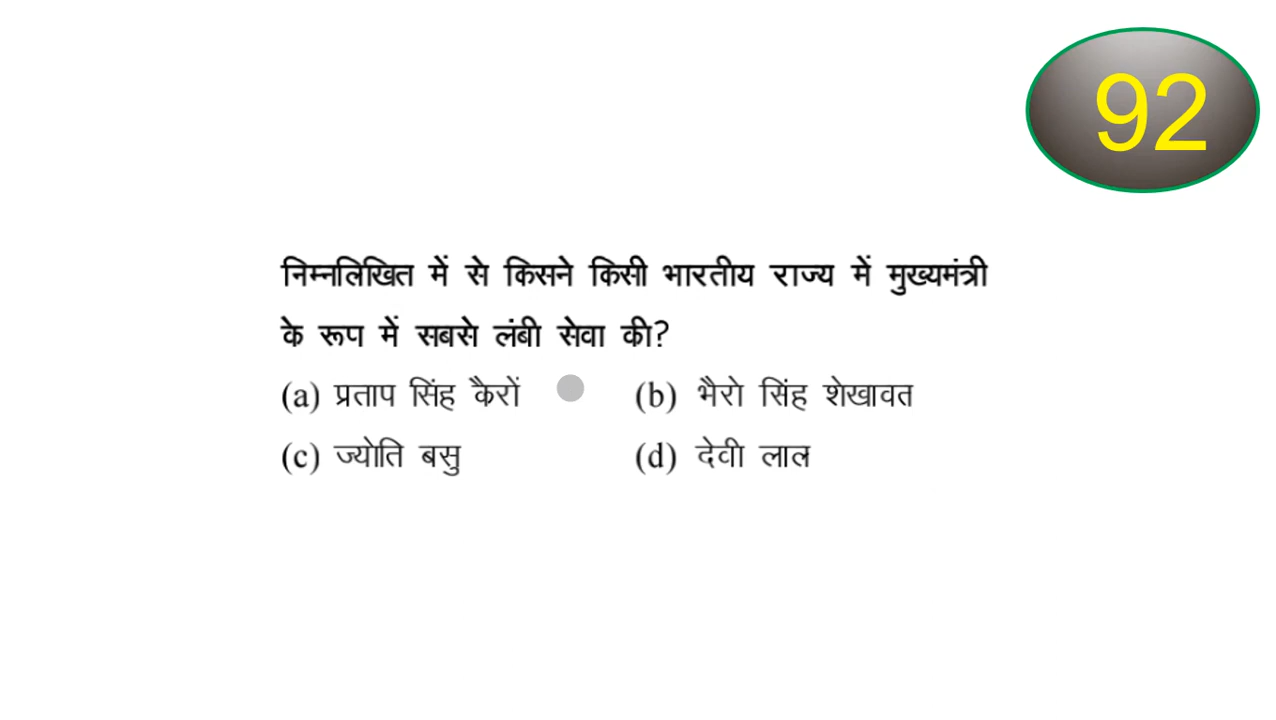 92
निम्नलिखित में से किसने किसी भारतीय राज्य में मुख्यमंत्री
के रूप में सबसे लंबी सेवा की?
(a) प्रताप सिंह कैरों (b) भैरो सिंह शेखावत
(c) ज्योति बसु (d) देवी लाल